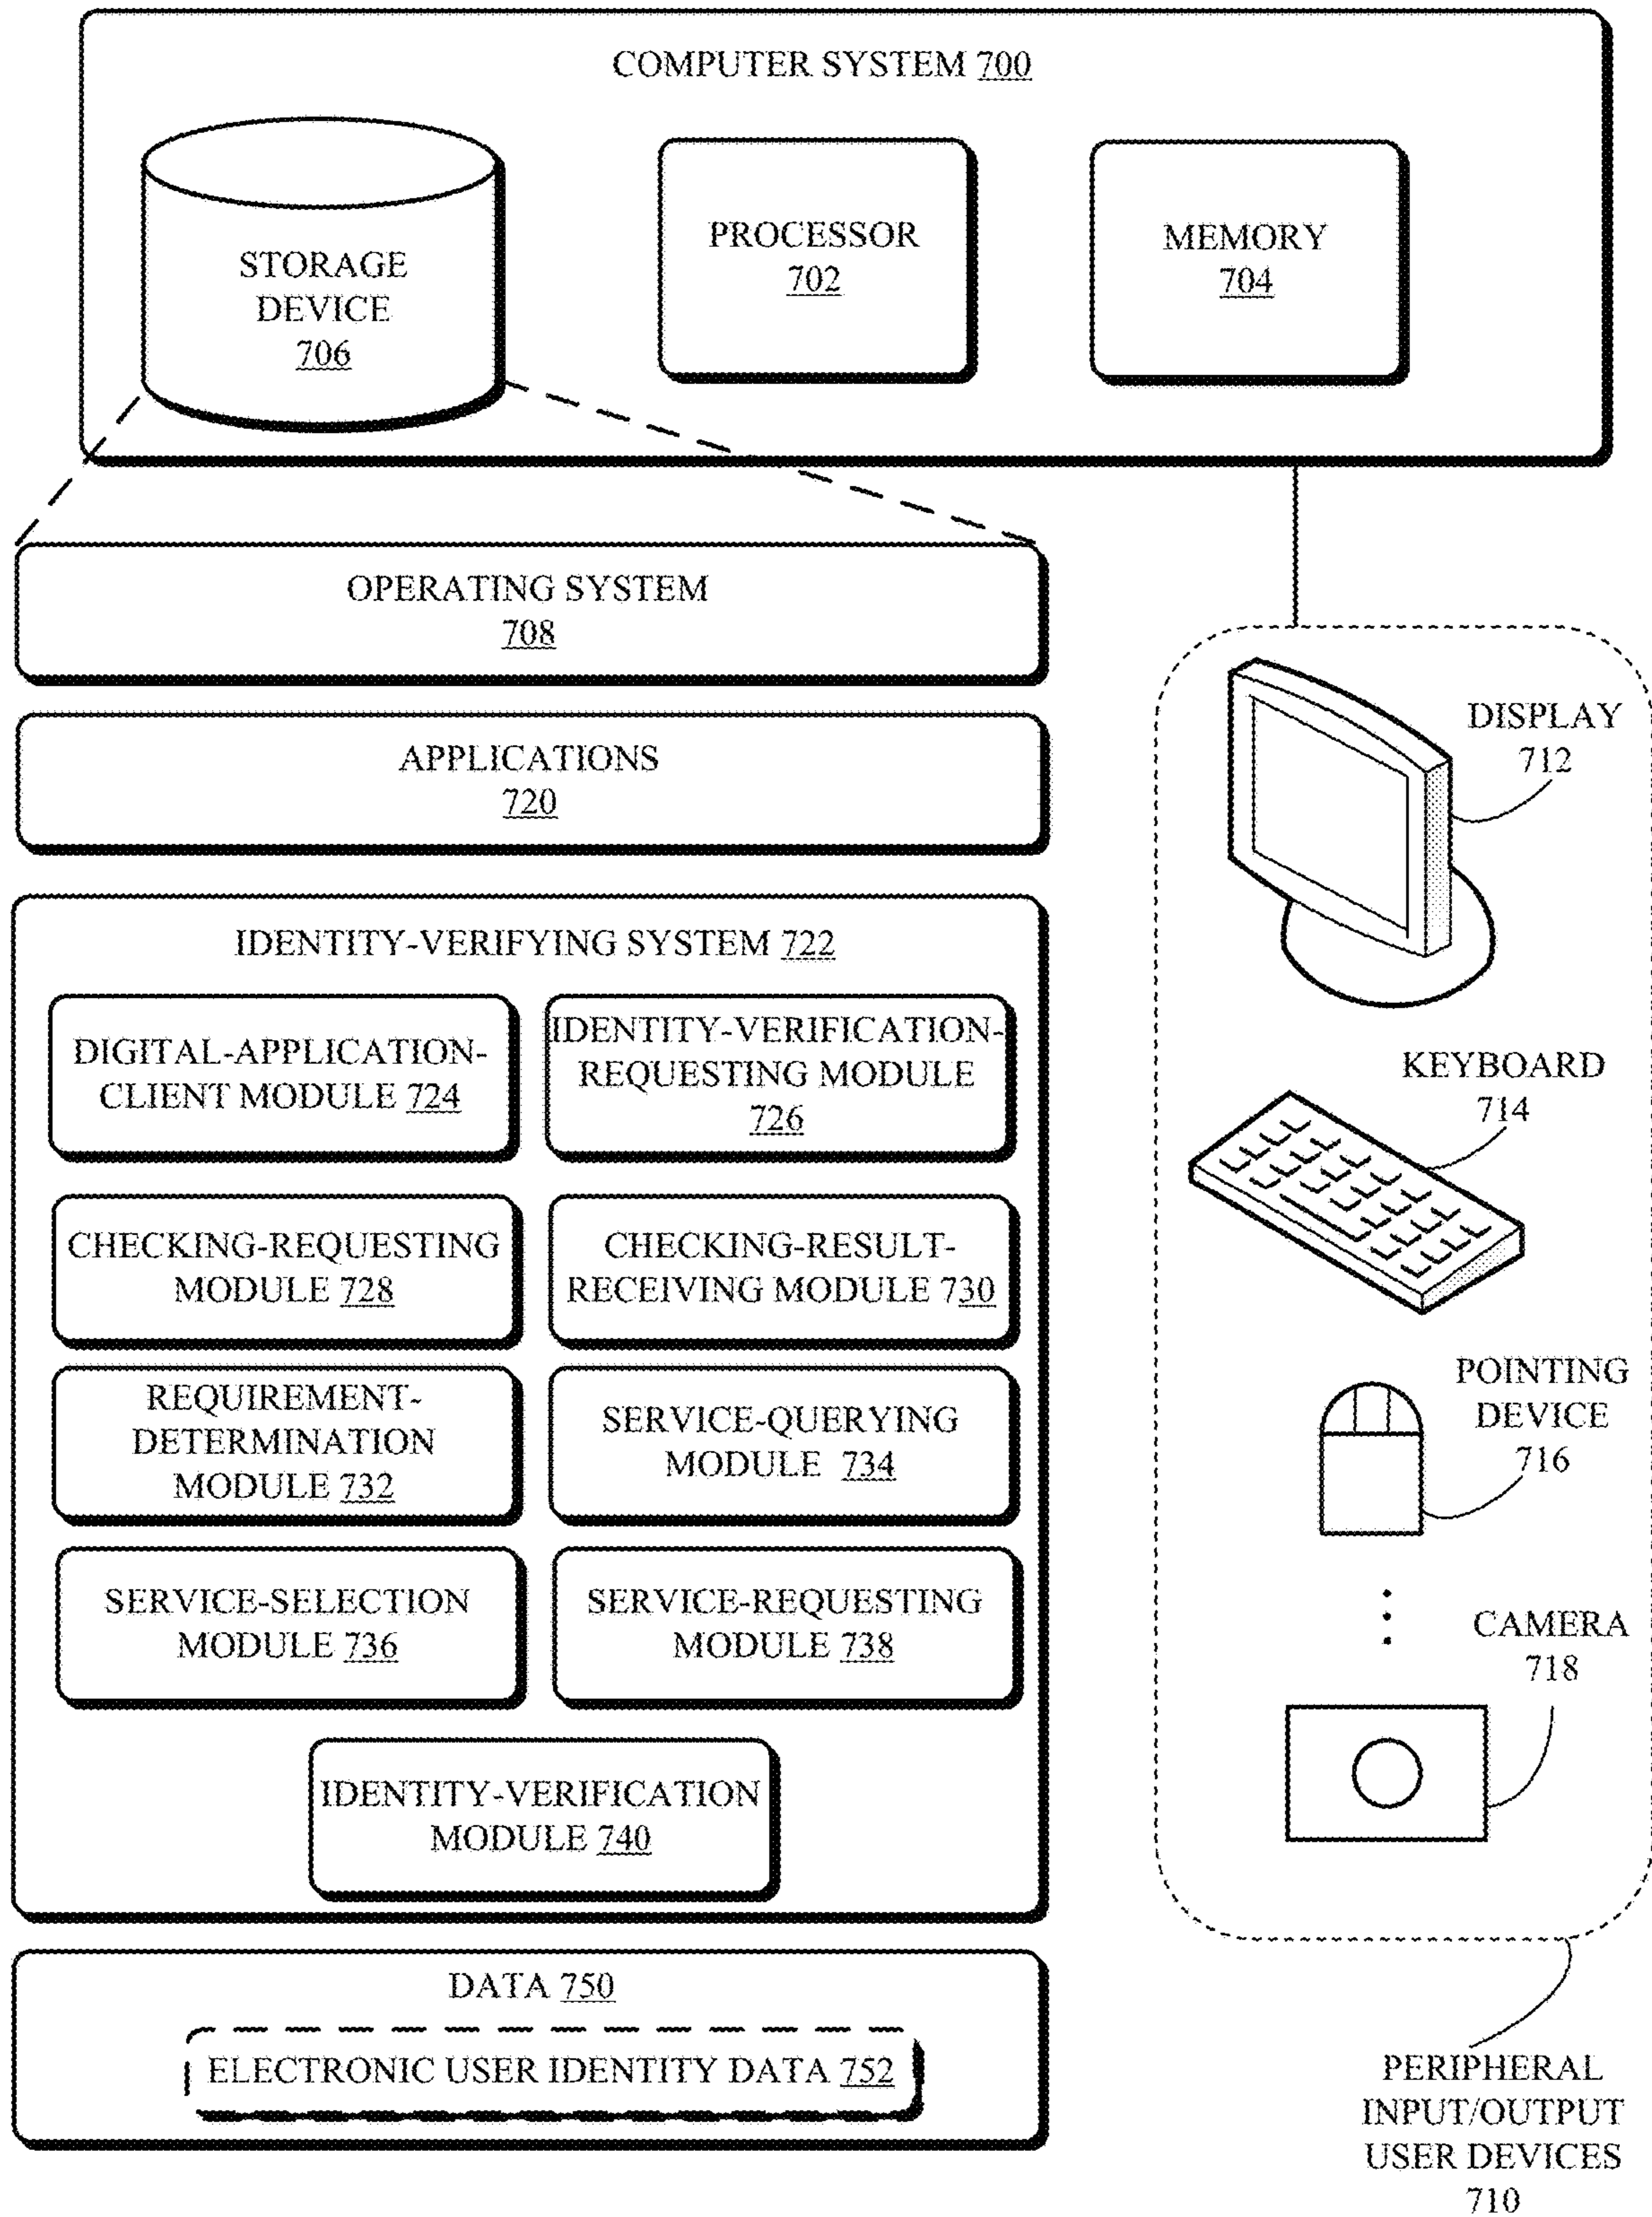 COMPUTER SYSTEM 700
STORAGE
DEVICE
706
PROCESSOR
702
MEMORY
704
OPERATING SYSTEM
708
APPLICATIONS
720
IDENTITY-VERIFYING SYSTEM 722
DIGITAL-APPLICATION-
CLIENT MODULE 724
IDENTITY-VERIFICATION-
REQUESTING MODULE
726
CHECKING-REQUESTING
MODULE 728
CHECKING-RESULT-
RECEIVING MODULE 730
REQUIREMENT-
DETERMINATION
MODULE 732
SERVICE-QUERYING
MODULE 734
SERVICE-SELECTION
MODULE 736
SERVICE-REQUESTING
MODULE 738
IDENTITY-VERIFICATION
MODULE 740
DATA 750
ELECTRONIC USER IDENTITY DATA 752
DISPLAY
712
KEYBOARD
714
POINTING
DEVICE
716
CAMERA
718
PERIPHERAL
INPUT/OUTPUT
USER DEVICES
710